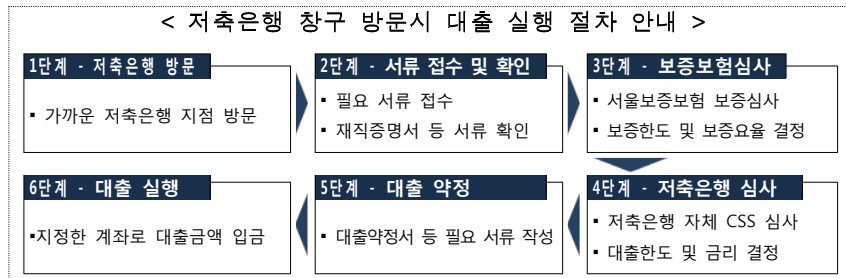 < 저축은행 창구 방문시 대출 실행 절차 안내 >
1단계 - 저축은행 방문
▪ 가까운 저축은행 지점 방문
2단계 - 서류 접수 및 확인
▪ 필요 서류 접수
▪ 재직증명서 등 서류 확인
3단계 - 보증보험심사
▪ 서울보증보험 보증심사
▪ 보증한도 및 보증요율 결정
4단계 - 저축은행 심사
▪ 저축은행 자체 CSS 심사
▪ 대출한도 및 금리 결정
5단계 - 대출 약정
▪ 대출약정서 등 필요 서류 작성
6단계 - 대출 실행
▪지정한 계좌로 대출금액 입금